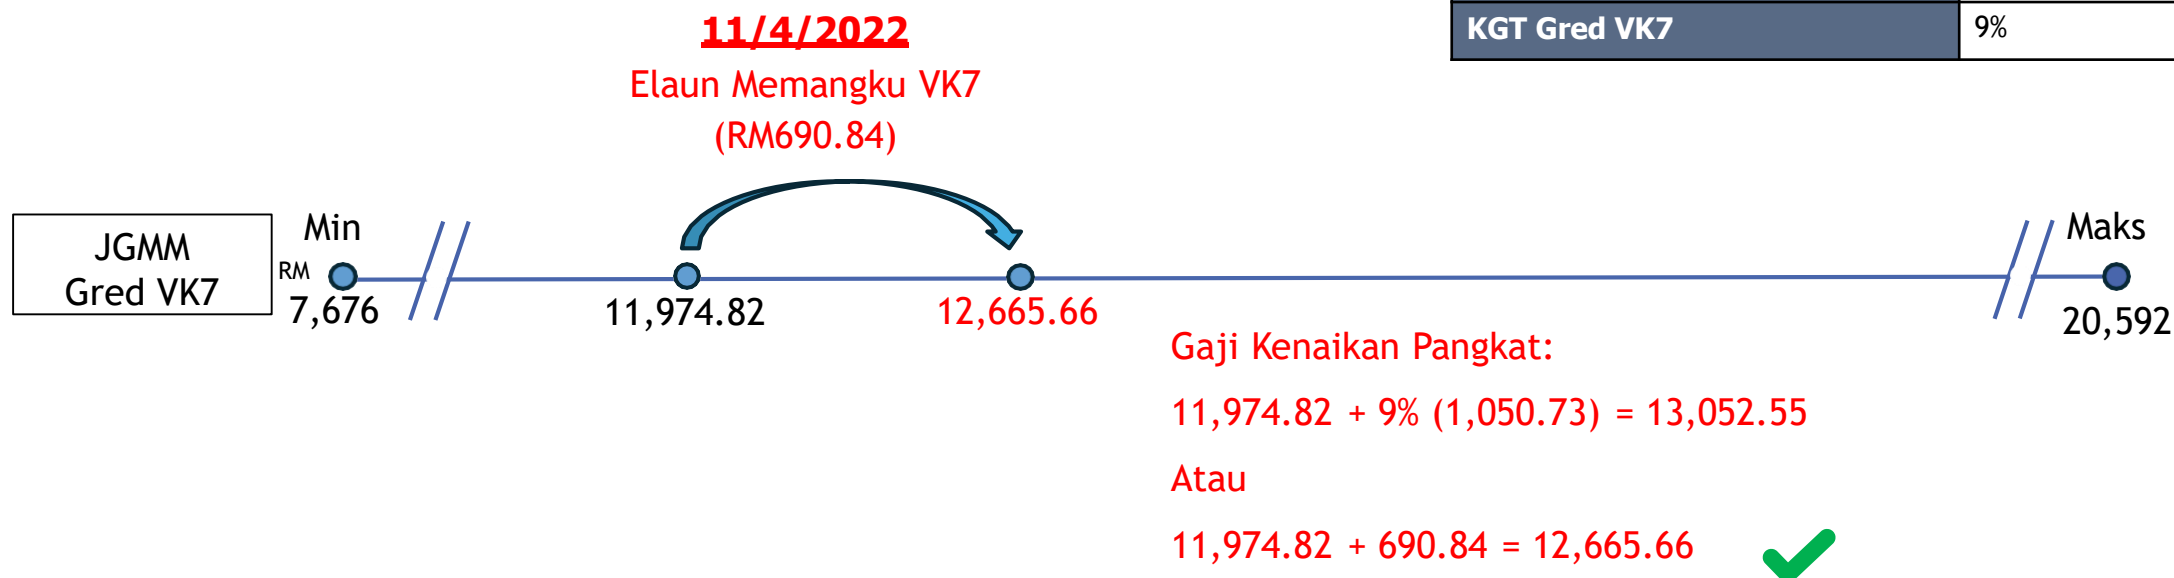 11/4/2022
KGT Gred VK7 9%
Elaun Memangku VK7
(RM690.84)
JGMM
Gred VK7
Min
Maks
RM
7,676
11,974.82
12,665.66
20,592
Gaji Kenaikan Pangkat:
11,974.82 + 9% (1,050.73) = 13,052.55
Atau
11,974.82 + 690.84 = 12,665.66